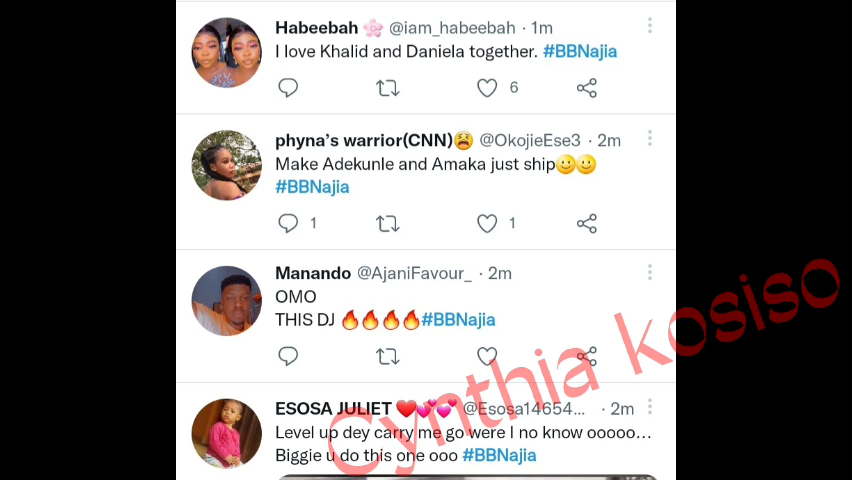 Habeebah 🌸 @iam_habeebah · 1m
I love Khalid and Daniela together. #BBNajia
6
phyna's warrior(CNN)😫 @OkojieEse3 · 2m
Make Adekunle and Amaka just ship🙂🙂
#BBNajia
1 1
Manando @AjaniFavour_ · 2m
OMO
THIS DJ 🔥🔥🔥🔥#BBNajia
ESOSA JULIET ❤️💕💕 @Esosa14654... · 2m
Level up dey carry me go were I no know ooooo...
Biggie u do this one ooo #BBNajia
Cynthia kosiso